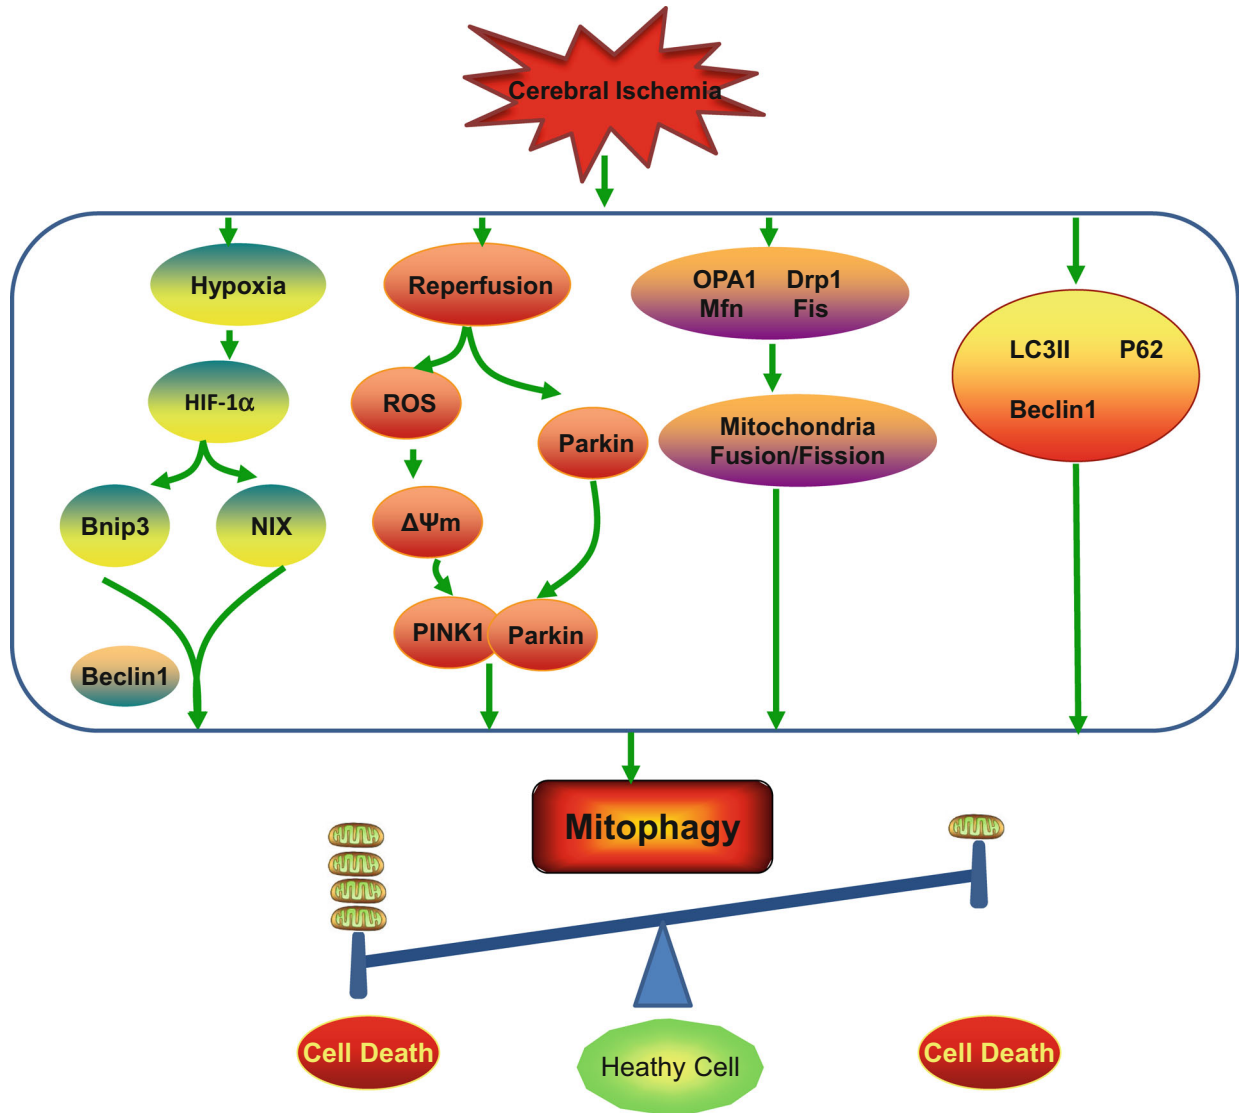 Cerebral Ischemia
Hypoxia
HIF-1α
Bnip3
NIX
Beclin1
Reperfusion
ROS
Parkin
ΔΨm
PINK1
Parkin
OPA1 Drp1
Mfn Fis
Mitochondria
Fusion/Fission
LC3II P62
Beclin1
Mitophagy
Cell Death
Heathy Cell
Cell Death